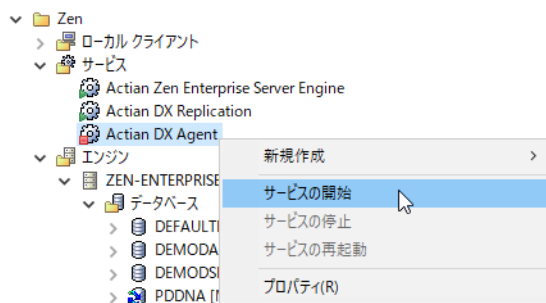 Zen
ローカル クライアント
サービス
Actian Zen Enterprise Server Engine
Actian DX Replication
Actian DX Agent
エンジン
新規作成
ZEN-ENTERPRISE
サービスの開始
データベース
サービスの停止
DEFAULT
DEMODA
サービスの再起動
DEMODS
プロパティ(R)
PDDNA